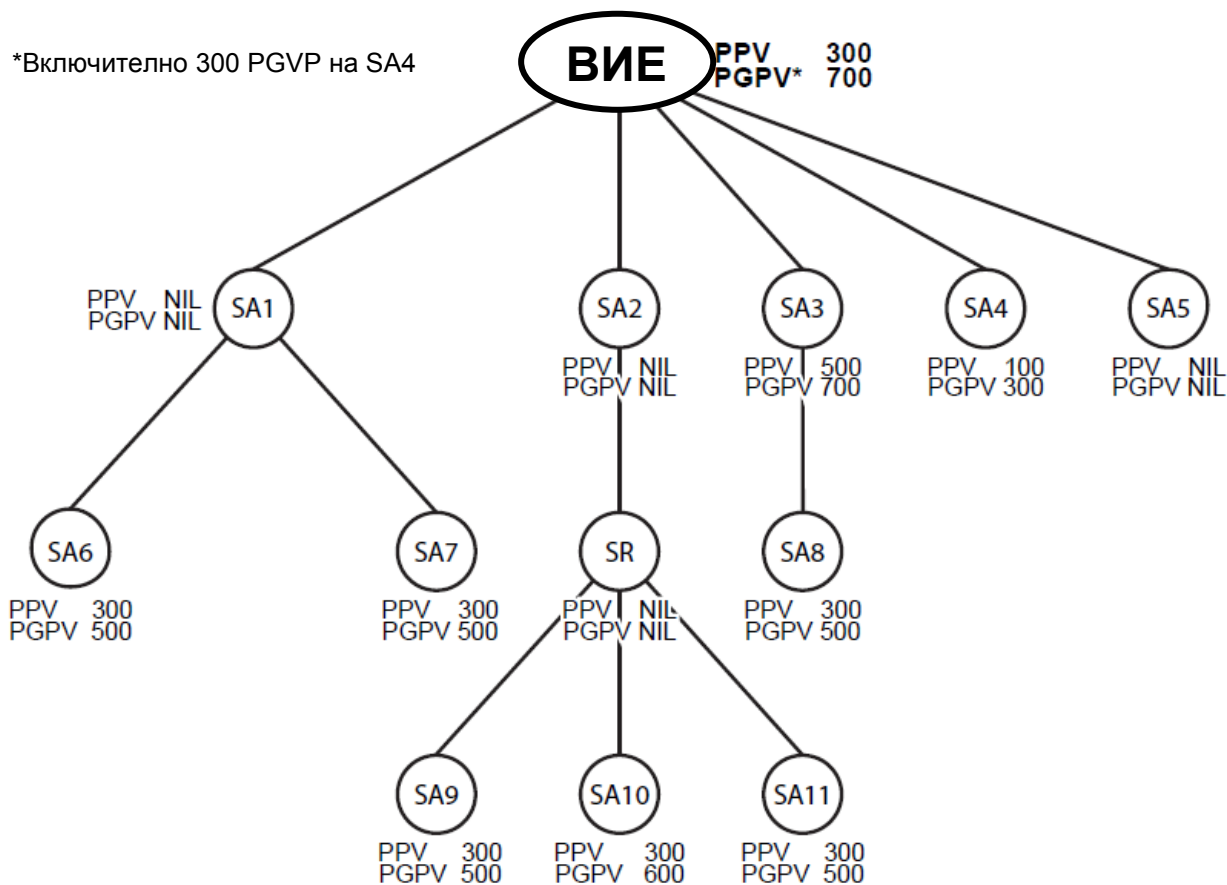 *Включително 300 PGVP на SA4
ВИЕ
PPV 300
PGPV* 700
PPV NIL
PGPV NIL
SA1
SA2
SA3
SA4
SA5
PPV NIL
PGPV NIL
PPV 500
PGPV 700
PPV 100
PGPV 300
PPV NIL
PGPV NIL
SA6
SA7
SR
SA8
PPV 300
PGPV 500
PPV 300
PGPV 500
PPV NIL
PGPV NIL
PPV 300
PGPV 500
SA9
SA10
SA11
PPV 300
PGPV 500
PPV 300
PGPV 600
PPV 300
PGPV 500